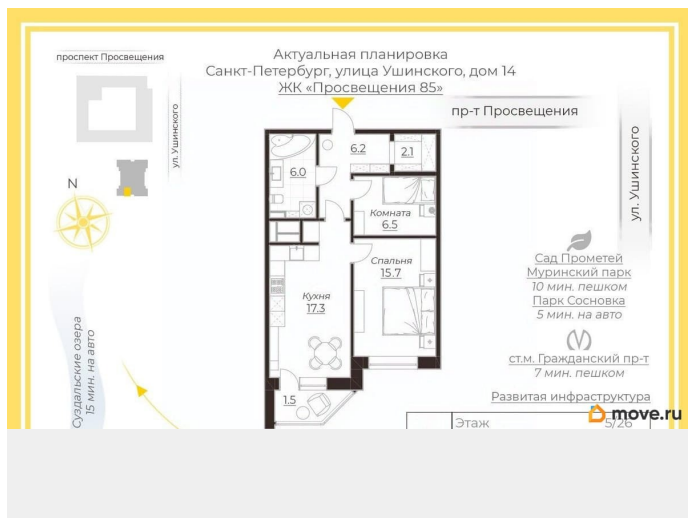 Актуальная планировка
Санкт-Петербург, улица Ушинского, дом 14
ЖК «Просвещения 85»
проспект Просвещения
ул. Ушинского
N
пр-т Просвещения
ул. Ушинского
6.2
2.1
6.0
Комната
6.5
Спальня
15.7
Кухня
17.3
1.5
Суздальские озера
15 мин. на авто
Сад Прометей
Муринский парк
10 мин. пешком
Парк Сосновка
5 мин. на авто
ст.м. Гражданский пр-т
7 мин. пешком
Развитая инфраструктура
Этаж
5/26
move.ru